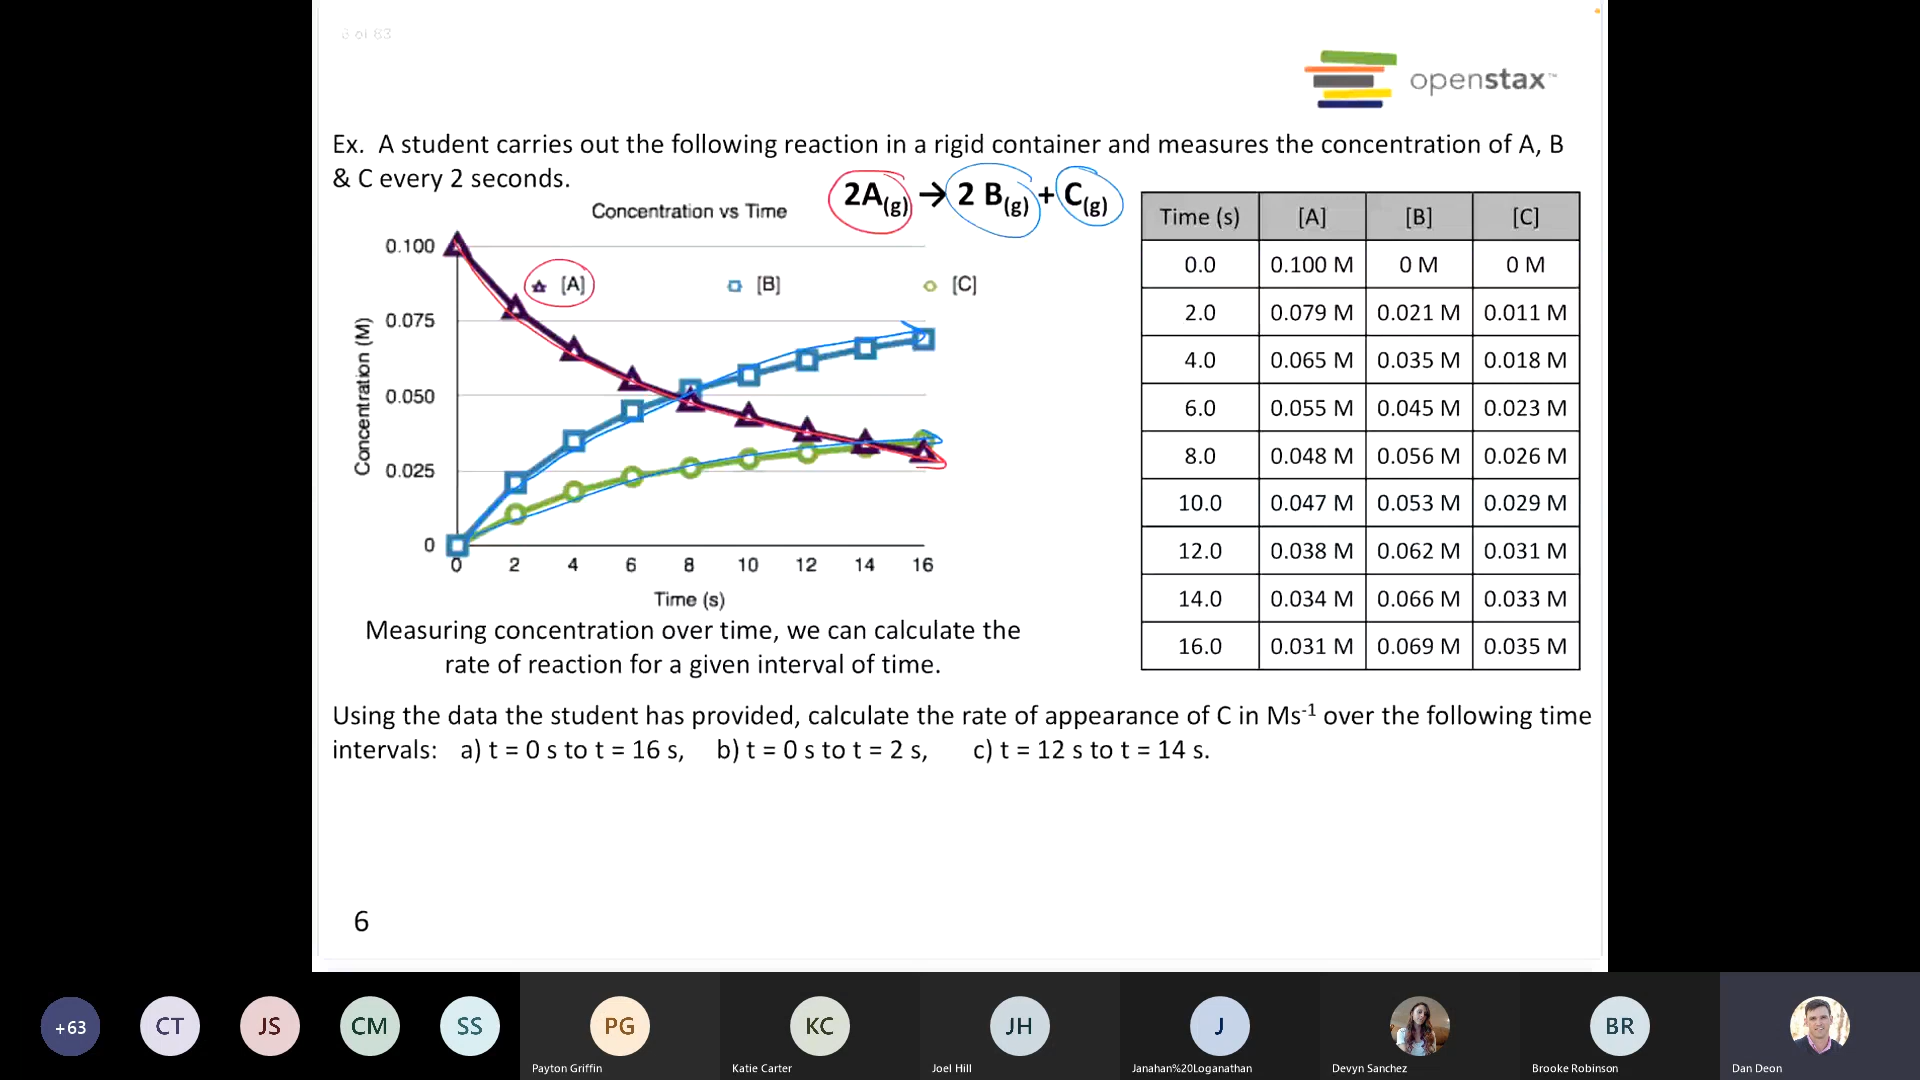 6 of 83
openstax™
Ex. A student carries out the following reaction in a rigid container and measures the concentration of A, B
& C every 2 seconds.
2A(g) → 2 B(g) + C(g)
Concentration vs Time
[A] [B] [C]
Concentration (M)
0.100
0.075
0.050
0.025
0
0 2 4 6 8 10 12 14 16
Time (s)
Time (s) [A] [B] [C]
0.0 0.100 M 0 M 0 M
2.0 0.079 M 0.021 M 0.011 M
4.0 0.065 M 0.035 M 0.018 M
6.0 0.055 M 0.045 M 0.023 M
8.0 0.048 M 0.056 M 0.026 M
10.0 0.047 M 0.053 M 0.029 M
12.0 0.038 M 0.062 M 0.031 M
14.0 0.034 M 0.066 M 0.033 M
16.0 0.031 M 0.069 M 0.035 M
Measuring concentration over time, we can calculate the
rate of reaction for a given interval of time.
Using the data the student has provided, calculate the rate of appearance of C in Ms⁻¹ over the following time
intervals: a) t = 0 s to t = 16 s, b) t = 0 s to t = 2 s, c) t = 12 s to t = 14 s.
6
+63 CT JS CM SS PG KC JH J BR
Payton Griffin Katie Carter Joel Hill Janahan%20Loganathan Devyn Sanchez Brooke Robinson Dan Deon